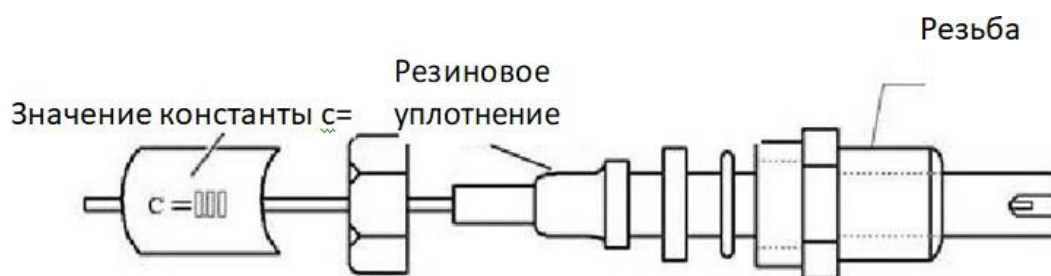 Резьба
Резиновое
уплотнение
Значение константы с=
C =